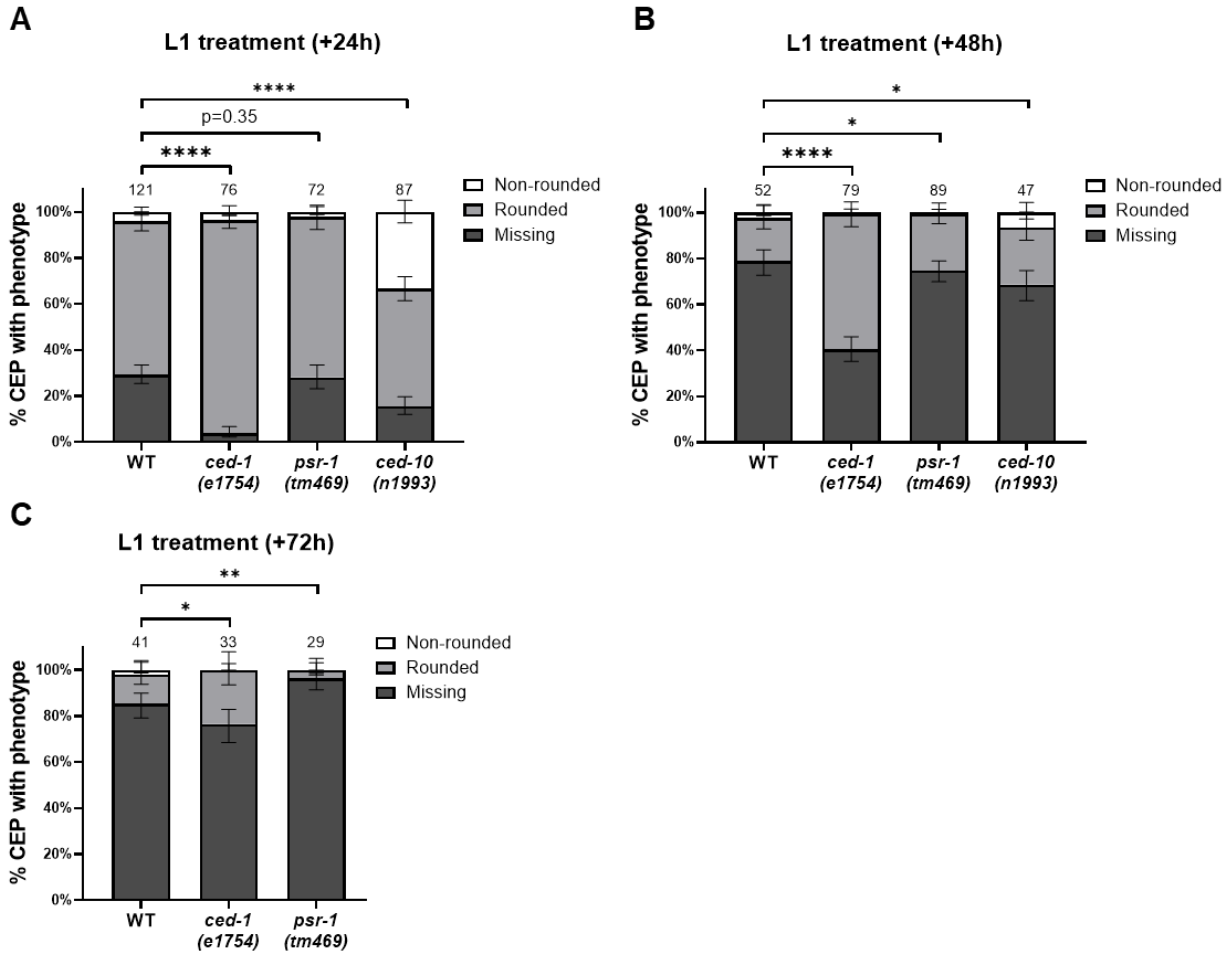 A
L1 treatment (+24h)
****
p=0.35
****
121 76 72 87
Non-rounded
Rounded
Missing
100%
80%
60%
40%
20%
0%
% CEP with phenotype
WT ced-1 psr-1 ced-10
(e1754) (tm469) (n1993)
B
L1 treatment (+48h)
*
*
****
52 79 89 47
Non-rounded
Rounded
Missing
100%
80%
60%
40%
20%
0%
% CEP with phenotype
WT ced-1 psr-1 ced-10
(e1754) (tm469) (n1993)
C
L1 treatment (+72h)
**
*
41 33 29
Non-rounded
Rounded
Missing
100%
80%
60%
40%
20%
0%
% CEP with phenotype
WT ced-1 psr-1
(e1754) (tm469)